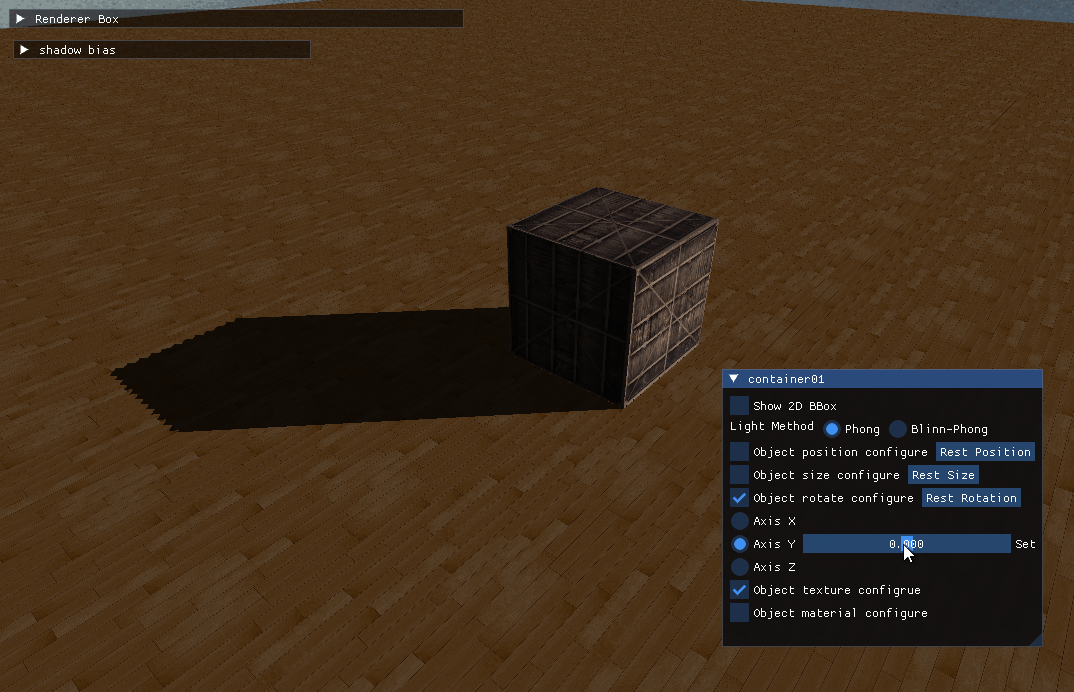 Renderer Box
shadow bias
container01
Show 2D BBox
Light Method Phong Blinn-Phong
Object position configure Rest Position
Object size configure Rest Size
Object rotate configure Rest Rotation
Axis X
Axis Y 0.000 Set
Axis Z
Object texture configrue
Object material configure